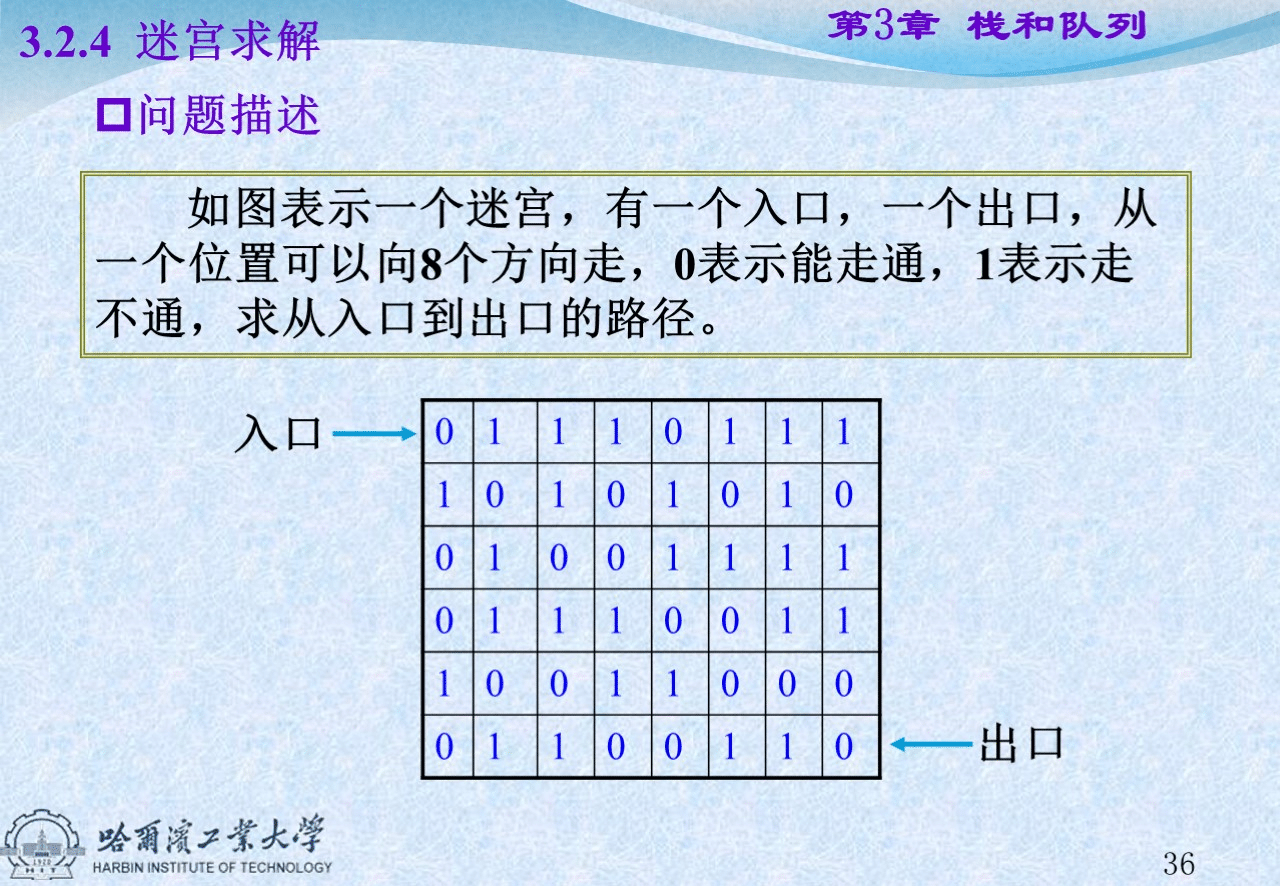 3.2.4 迷宫求解
第3章 栈和队列
问题描述
如图表示一个迷宫，有一个入口，一个出口，从
一个位置可以向8个方向走，0表示能走通，1表示走
不通，求从入口到出口的路径。
入口
0 1 1 1 0 1 1 1
1 0 1 0 1 0 1 0
0 1 0 0 1 1 1 1
0 1 1 1 0 0 1 1
1 0 0 1 1 0 0 0
0 1 1 0 0 1 1 0
出口
哈爾濱工業大學
HARBIN INSTITUTE OF TECHNOLOGY
1920
HIT
36